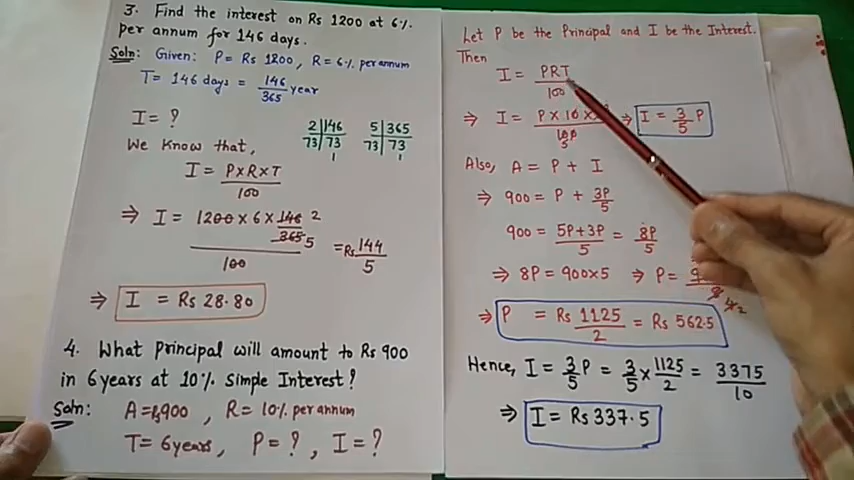 3. Find the interest on Rs 1200 at 6%
per annum for 146 days.
Soln: Given: P = Rs 1200, R = 6% per annum
T = 146 days = 146/365 year
I = ?
2|146 5|365
73|73 73|73
1 1
We know that,
I = P×R×T/100
⇒ I = 1200 × 6 × 146 2
365 5
100
= Rs 144/5
⇒ I = Rs 28.80
4. What Principal will amount to Rs 900
in 6 years at 10% Simple Interest?
Soln: A = Rs 900, R = 10% per annum
T = 6 years, P = ?, I = ?
Let P be the Principal and I be the Interest.
Then
I = PRT/100
⇒ I = P × 10 ×
100
5
⇒ I = 3/5 P
Also, A = P + I
⇒ 900 = P + 3P/5
900 = 5P+3P/5 = 8P/5
⇒ 8P = 900×5 ⇒ P =
⇒ P = Rs 1125/2 = Rs 562.5
Hence, I = 3/5 P = 3/5 × 1125/2 = 3375/10
⇒ I = Rs 337.5